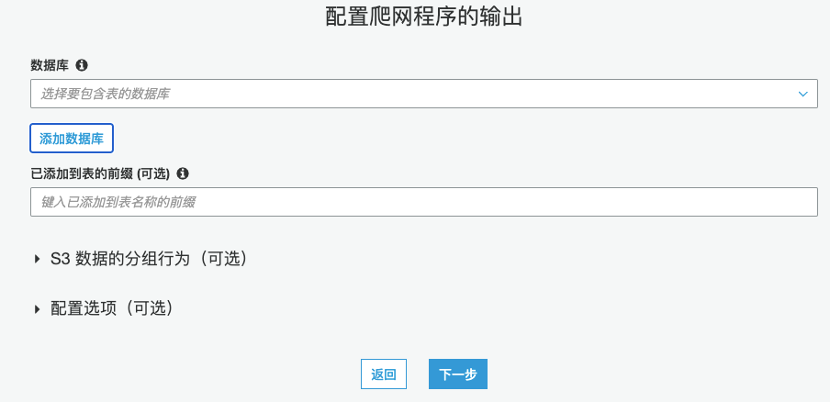 配置爬网程序的输出
数据库
选择要包含表的数据库
添加数据库
已添加到表的前缀 (可选)
键入已添加到表名称的前缀
S3 数据的分组行为（可选）
配置选项（可选）
返回 下一步